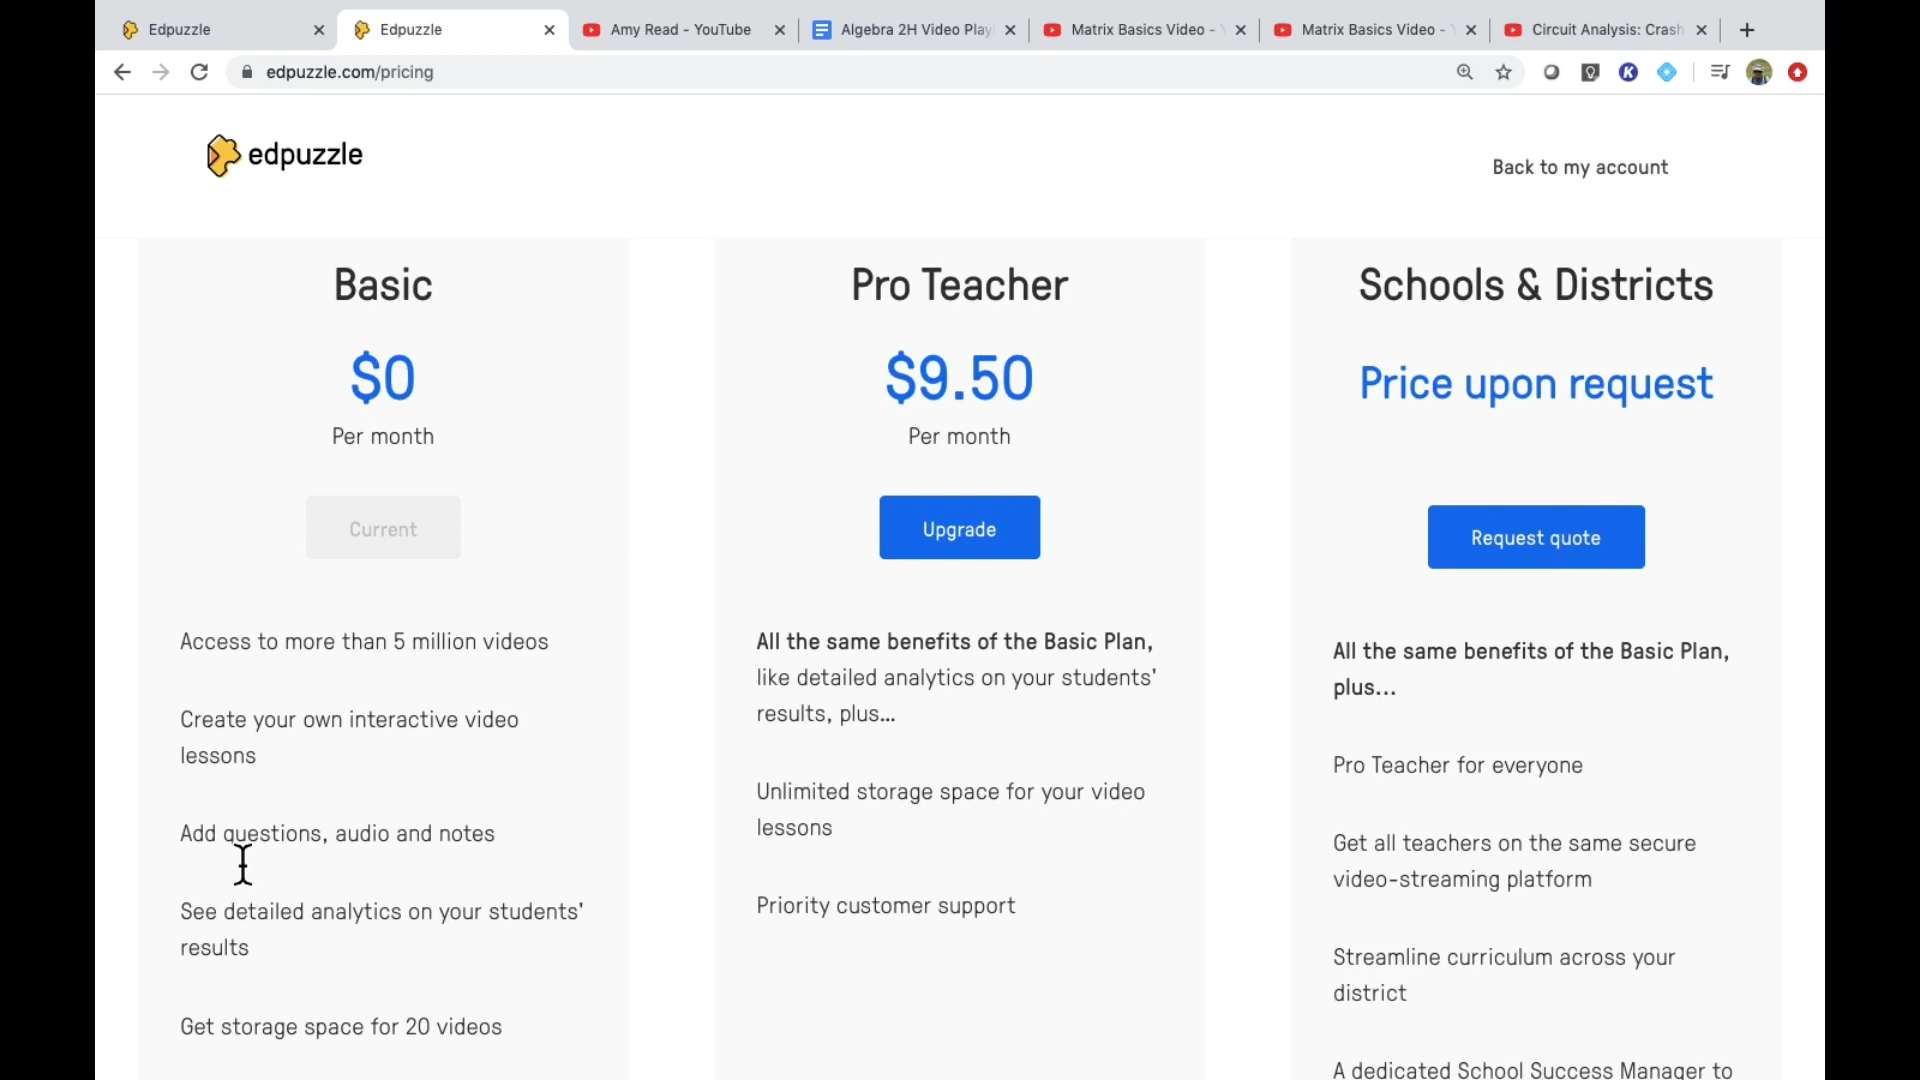 Edpuzzle
Edpuzzle
Amy Read - YouTube
Algebra 2H Video Play
Matrix Basics Video -
Matrix Basics Video -
Circuit Analysis: Crash
edpuzzle.com/pricing
K
edpuzzle
Back to my account
Basic
$0
Per month
Current
Access to more than 5 million videos
Create your own interactive video
lessons
Add questions, audio and notes
See detailed analytics on your students'
results
Get storage space for 20 videos
Pro Teacher
$9.50
Per month
Upgrade
All the same benefits of the Basic Plan,
like detailed analytics on your students'
results, plus...
Unlimited storage space for your video
lessons
Priority customer support
Schools & Districts
Price upon request
Request quote
All the same benefits of the Basic Plan,
plus...
Pro Teacher for everyone
Get all teachers on the same secure
video-streaming platform
Streamline curriculum across your
district
A dedicated School Success Manager to